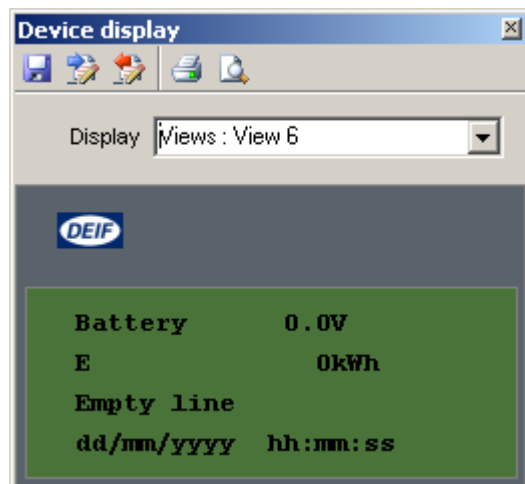 Device display
Display Views : View 6
DEIF
Battery 0.0V
E 0kWh
Empty line
dd/mm/yyyy hh:mm:ss